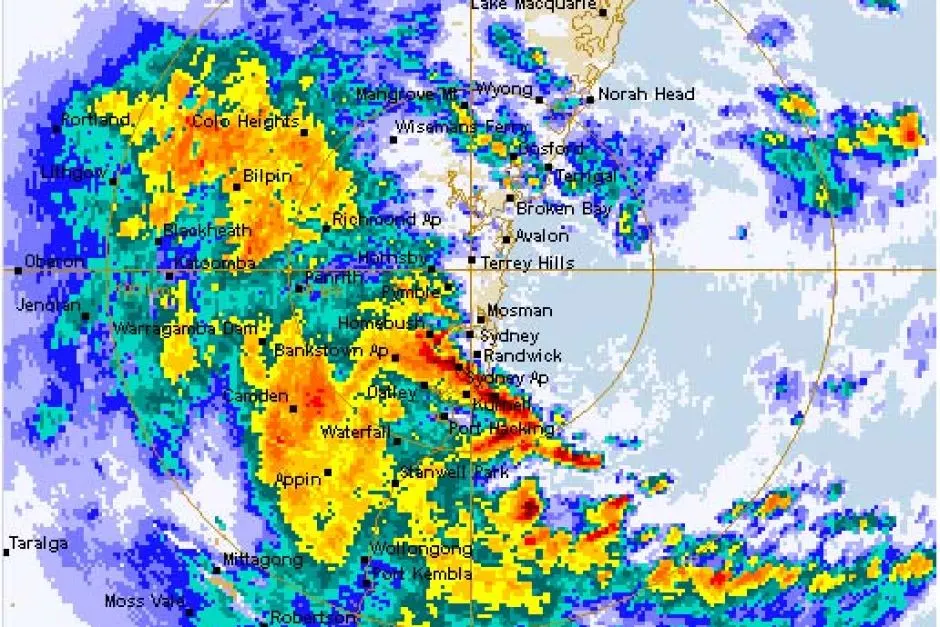 Lake Macquarie
Mangrove Mt
Wyong
Norah Head
Portland
Colo Heights
Wisemans Ferry
Gosford
Lithgow
Bilpin
Terrigal
Broken Bay
Richmond Ap
Blackheath
Avalon
Oberon
Katoomba
Hornsby
Terrey Hills
Penrith
Pymble
Jenolan
Mosman
Warragamba Dam
Homebush
Sydney
Bankstown Ap
Randwick
Sydney Ap
Camden
Oatley
Kurnell
Waterfall
Port Hacking
Appin
Stanwell Park
Taralga
Mittagong
Wollongong
Port Kembla
Moss Vale
Robertson